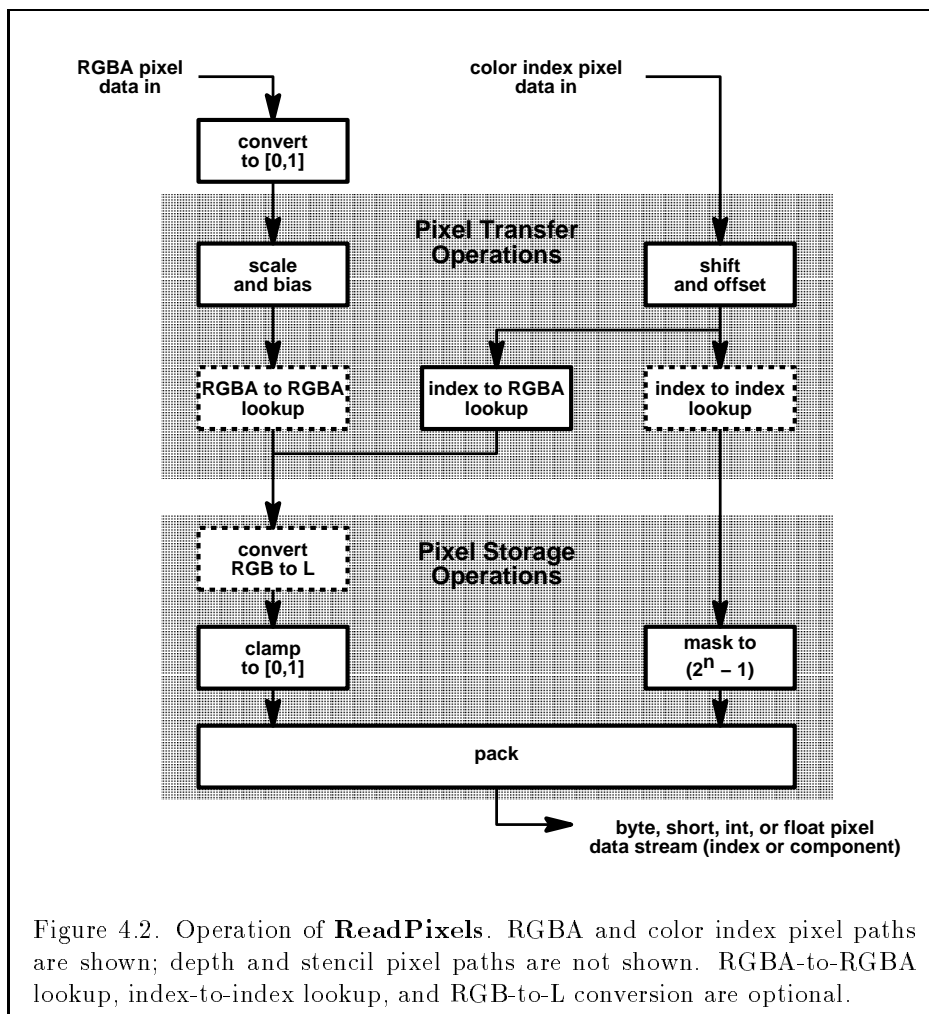 RGBA pixel
data in
color index pixel
data in
convert
to [0,1]
Pixel Transfer
Operations
scale
and bias
shift
and offset
RGBA to RGBA
lookup
index to RGBA
lookup
index to index
lookup
convert
RGB to L
Pixel Storage
Operations
clamp
to [0,1]
mask to
(2^n – 1)
pack
byte, short, int, or float pixel
data stream (index or component)
Figure 4.2. Operation of ReadPixels. RGBA and color index pixel paths
are shown; depth and stencil pixel paths are not shown. RGBA-to-RGBA
lookup, index-to-index lookup, and RGB-to-L conversion are optional.